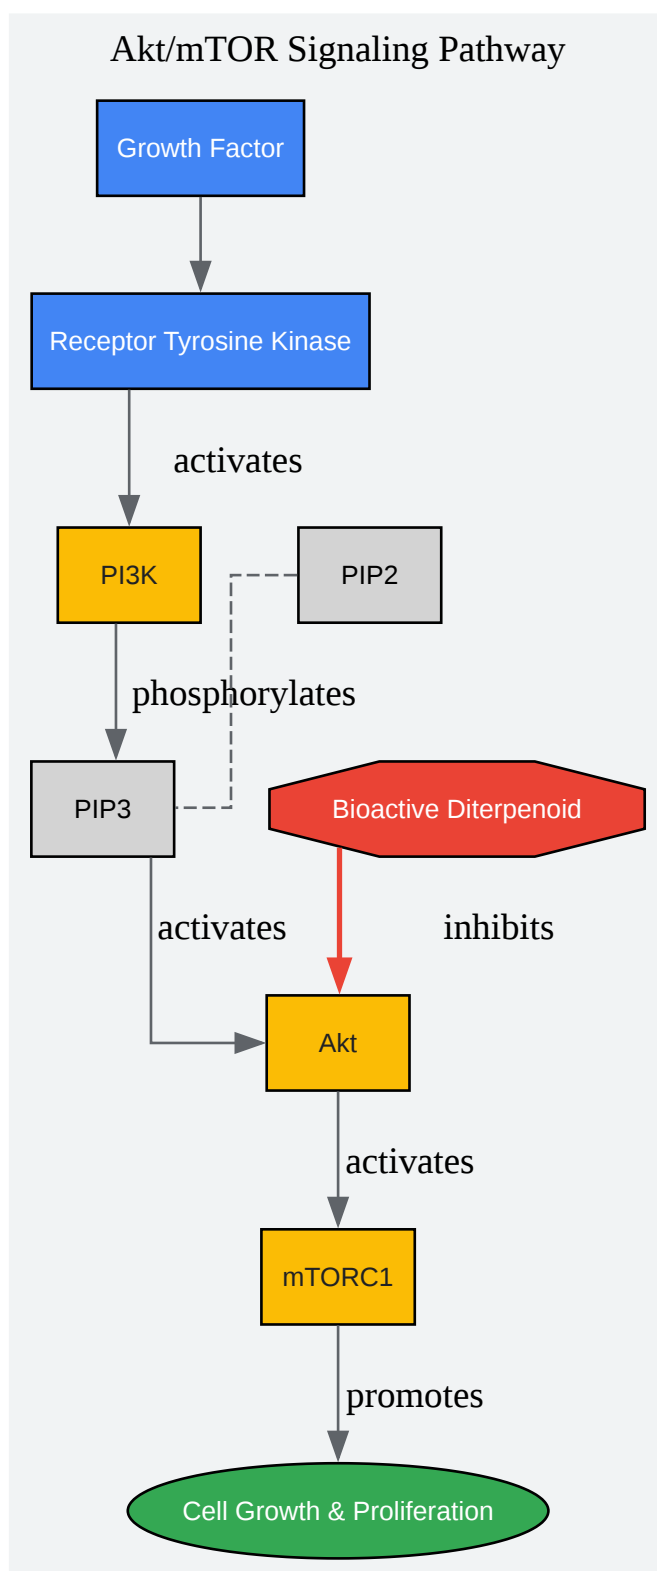 Akt/mTOR Signaling Pathway
Growth Factor
Receptor Tyrosine Kinase
activates
PI3K
PIP2
phosphorylates
PIP3
Bioactive Diterpenoid
activates
inhibits
Akt
activates
mTORC1
promotes
Cell Growth & Proliferation